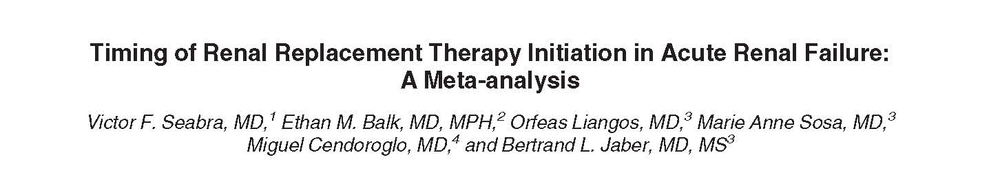 Timing of Renal Replacement Therapy Initiation in Acute Renal Failure:
A Meta-analysis
Victor F. Seabra, MD,1 Ethan M. Balk, MD, MPH,2 Orfeas Liangos, MD,3 Marie Anne Sosa, MD,3
Miguel Cendoroglo, MD,4 and Bertrand L. Jaber, MD, MS3